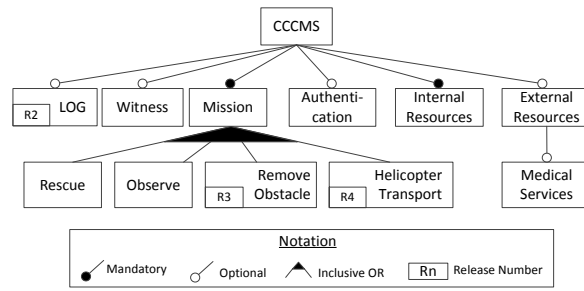 CCCMS
LOG
R2
Witness
Mission
Authenti-
cation
Internal
Resources
External
Resources
Rescue
Observe
Remove
Obstacle
R3
Helicopter
Transport
R4
Medical
Services
Notation
Mandatory
Optional
Inclusive OR
Rn
Release Number